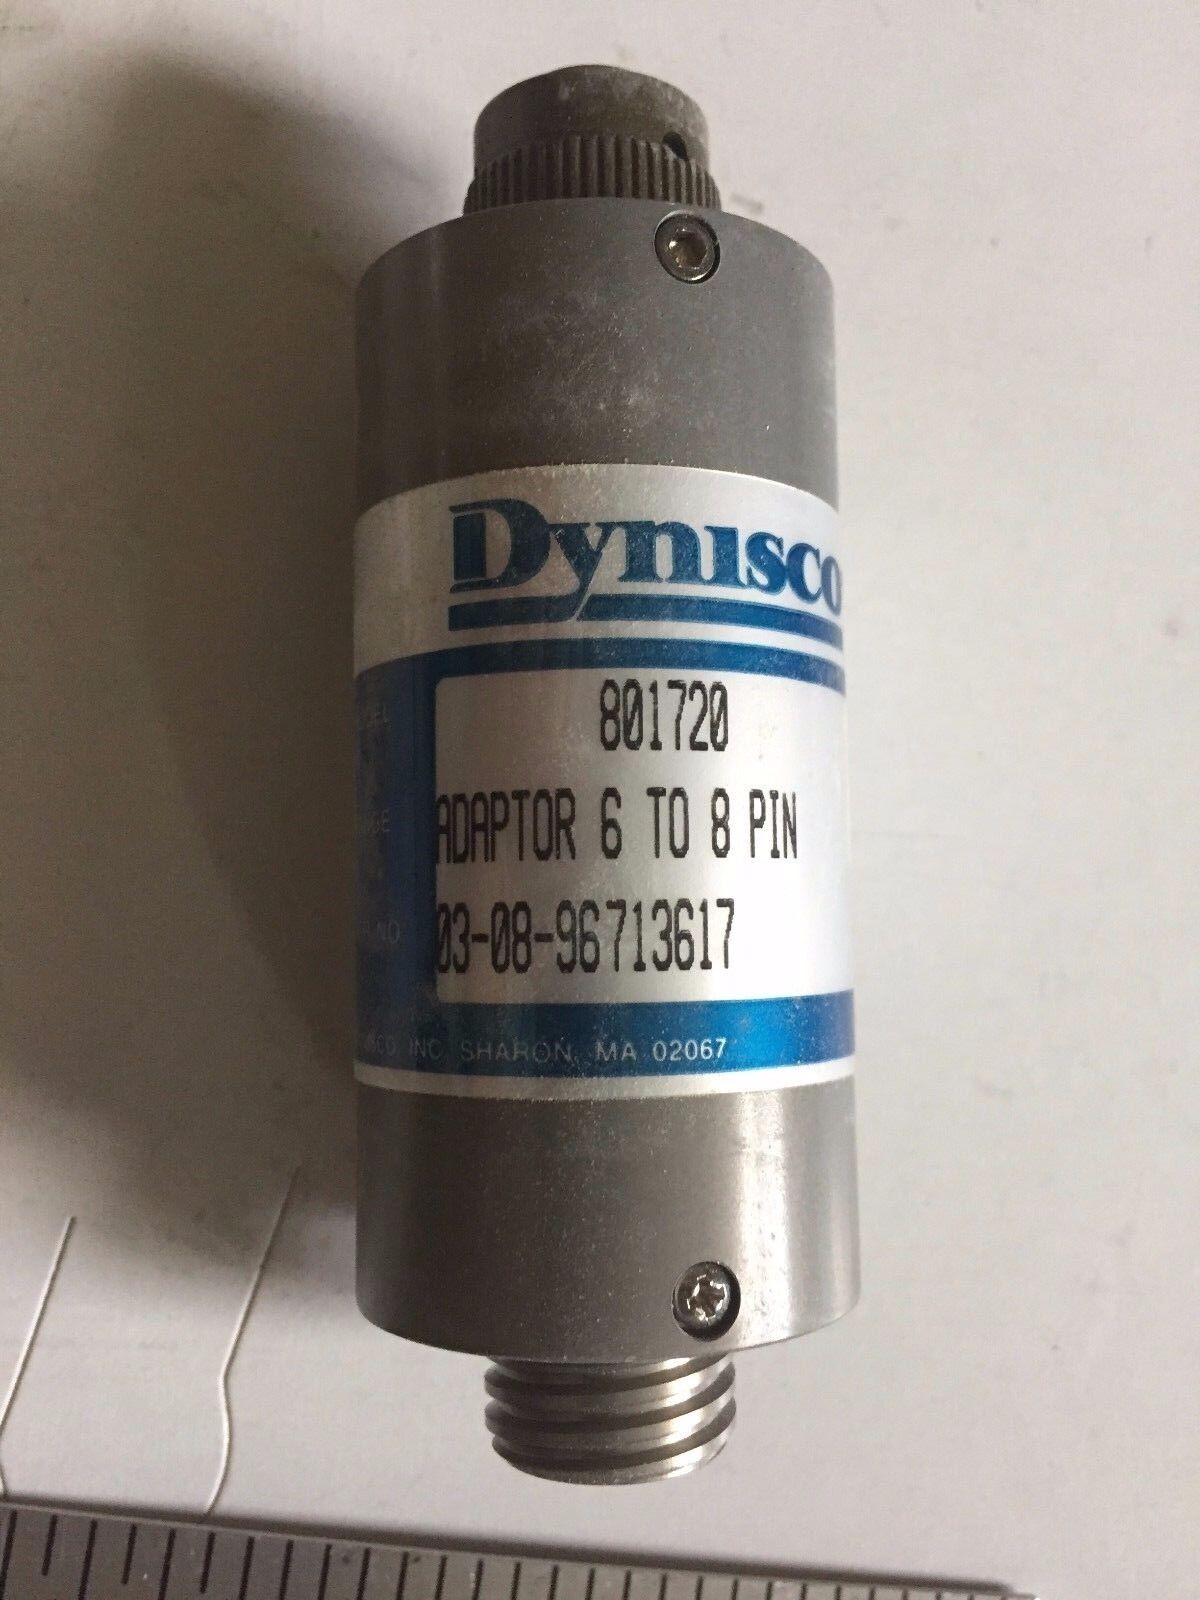 Dynisco
801720
ADAPTOR 6 TO 8 PIN
03-08-96713617
INC SHARON, MA 02067